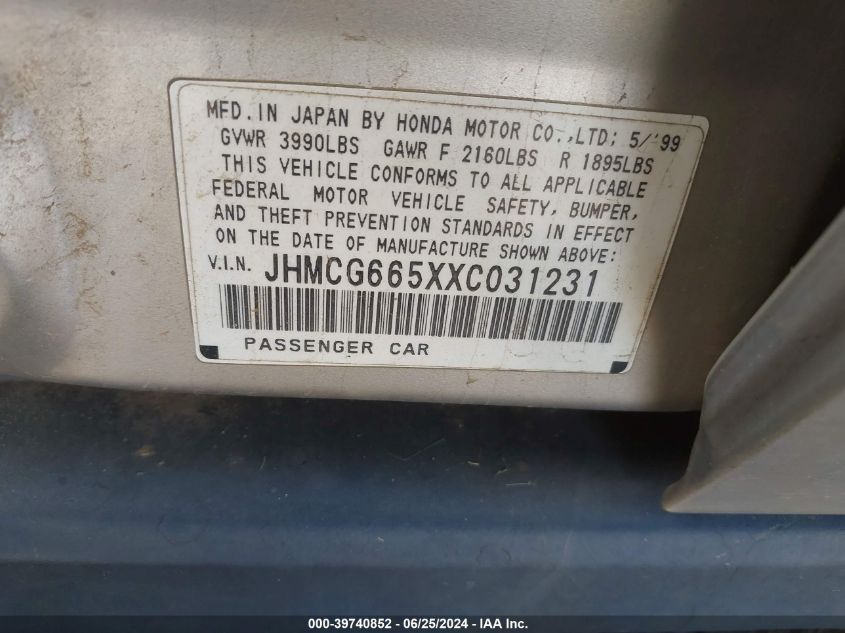 MFD. IN JAPAN BY HONDA MOTOR CO.,LTD; 5/'99
GVWR 3990LBS GAWR F 2160LBS R 1895LBS
THIS VEHICLE CONFORMS TO ALL APPLICABLE
FEDERAL MOTOR VEHICLE SAFETY, BUMPER,
AND THEFT PREVENTION STANDARDS IN EFFECT
ON THE DATE OF MANUFACTURE SHOWN ABOVE:
V.I.N. JHMCG665XXC031231
PASSENGER CAR
000-39740852 - 06/25/2024 - IAA Inc.